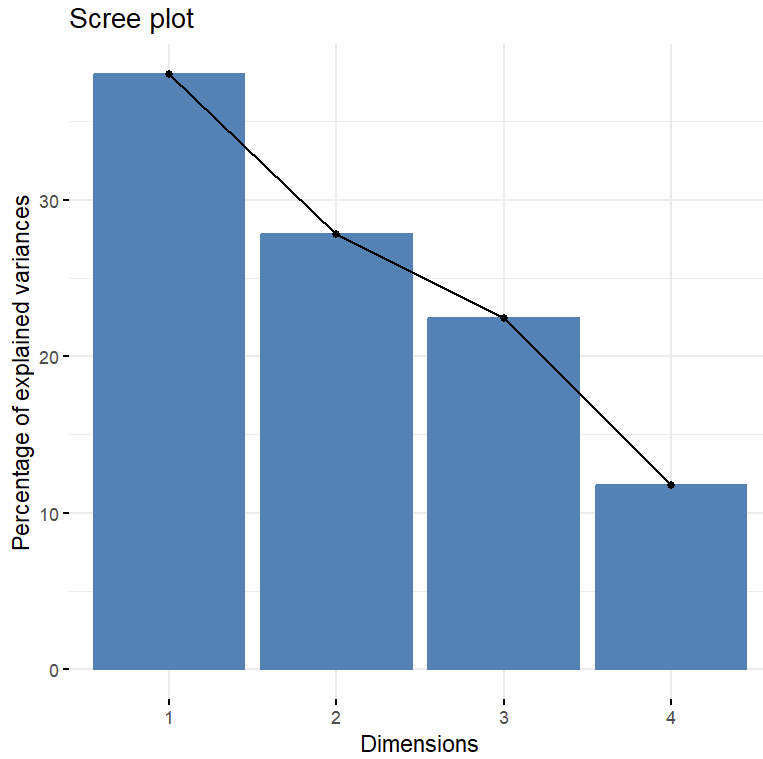 Scree plot
Percentage of explained variances
30
20
10
0
1 2 3 4
Dimensions